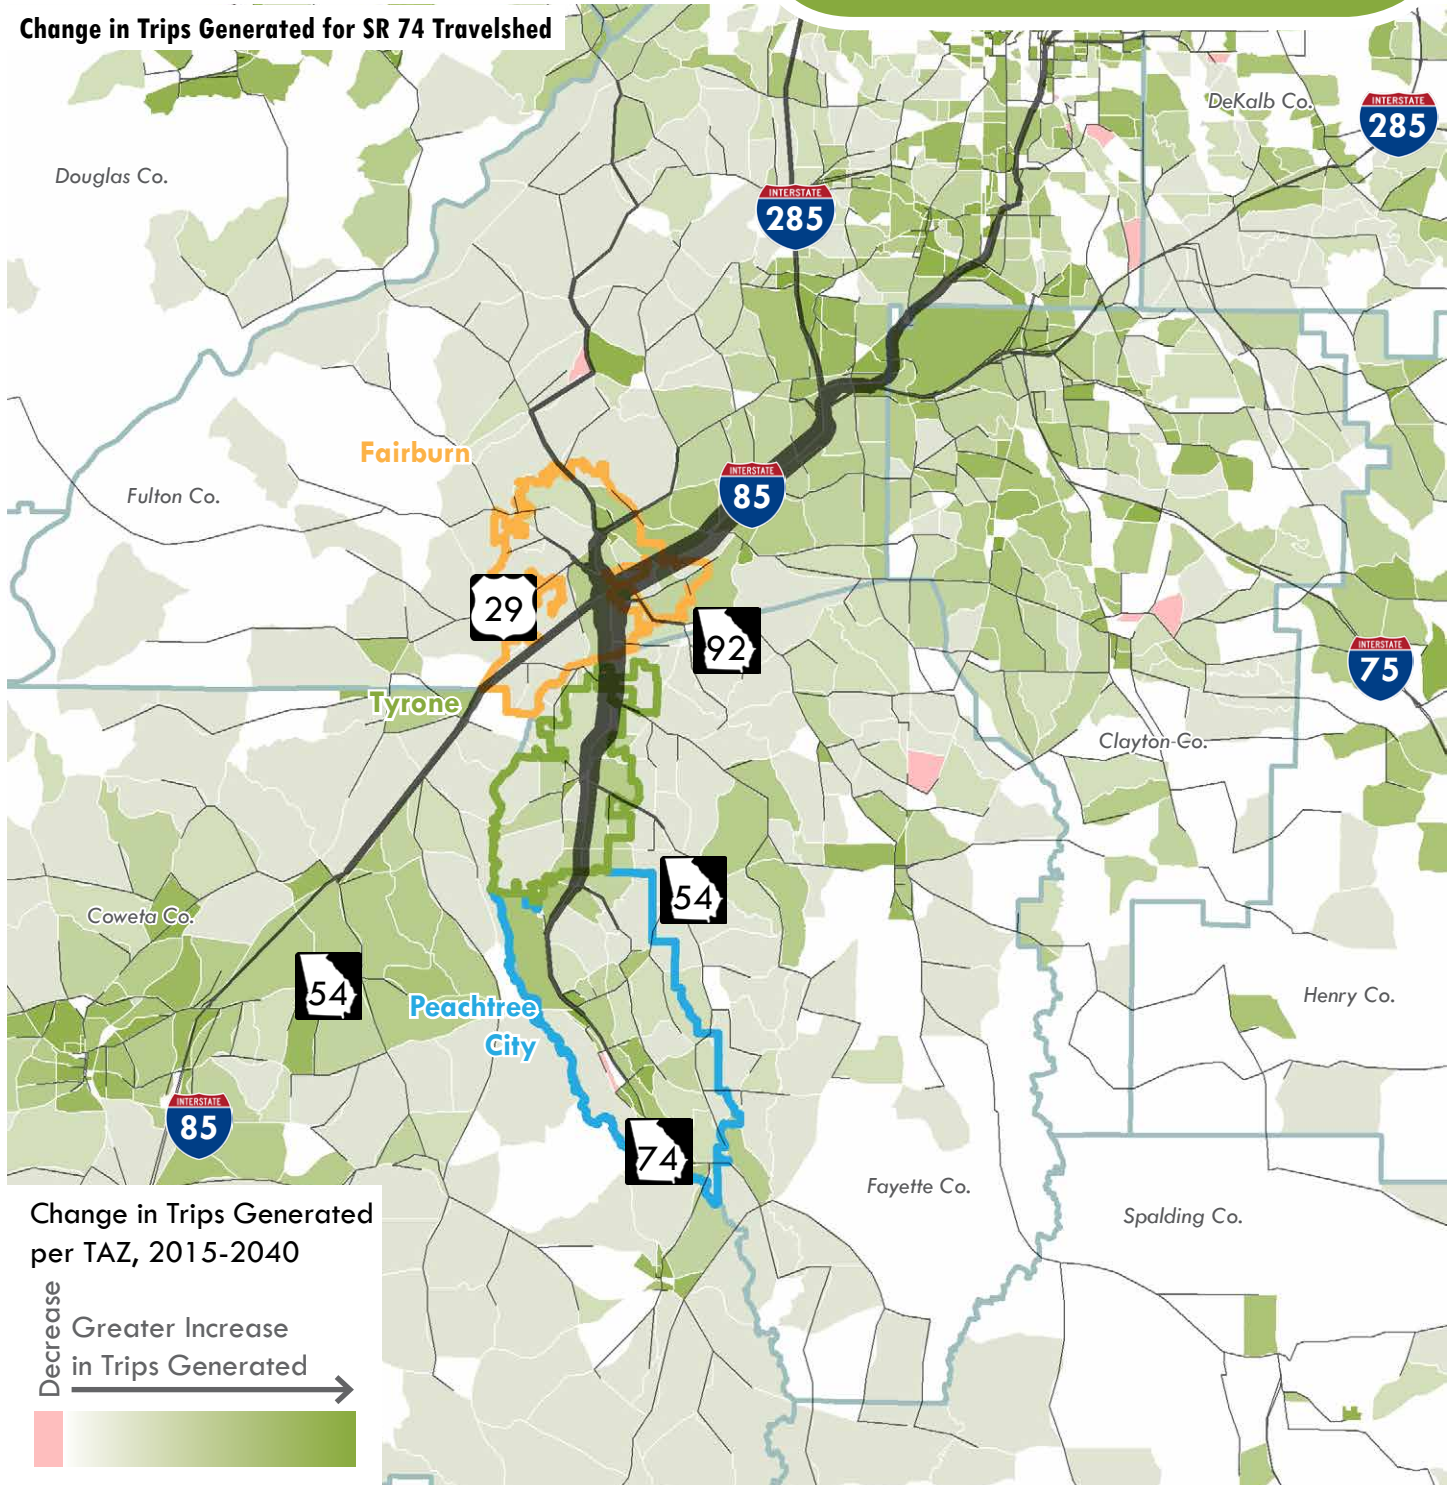 Change in Trips Generated for SR 74 Travelshed
DeKalb Co.
INTERSTATE
285
Douglas Co.
INTERSTATE
285
Fairburn
INTERSTATE
85
Fulton Co.
29
92
INTERSTATE
75
Tyrone
Clayton Co.
54
Coweta Co.
54
Peachtree
City
Henry Co.
INTERSTATE
85
74
Fayette Co.
Spalding Co.
Change in Trips Generated
per TAZ, 2015-2040
Decrease
Greater Increase
in Trips Generated